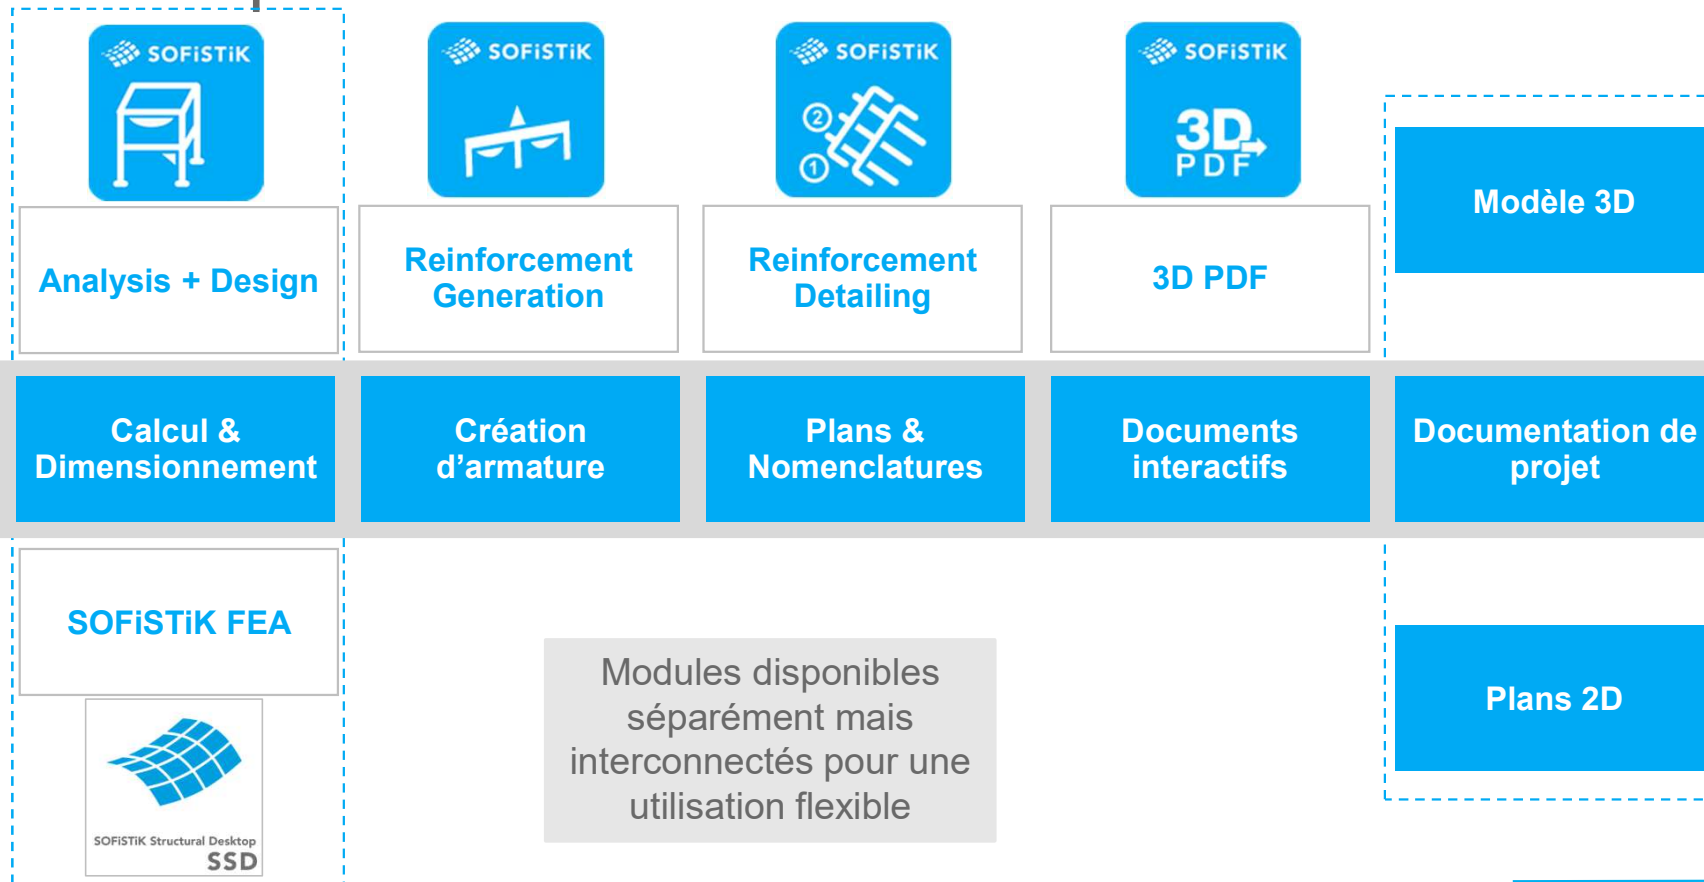 SOFiSTiK
SOFiSTiK
SOFiSTiK
2
1
SOFiSTiK
3D
PDF
Analysis + Design
Reinforcement
Generation
Reinforcement
Detailing
3D PDF
Modèle 3D
Calcul &
Dimensionnement
Création
d’armature
Plans &
Nomenclatures
Documents
interactifs
Documentation de
projet
SOFiSTiK FEA
SOFiSTiK Structural Desktop
SSD
Modules disponibles
séparément mais
interconnectés pour une
utilisation flexible
Plans 2D